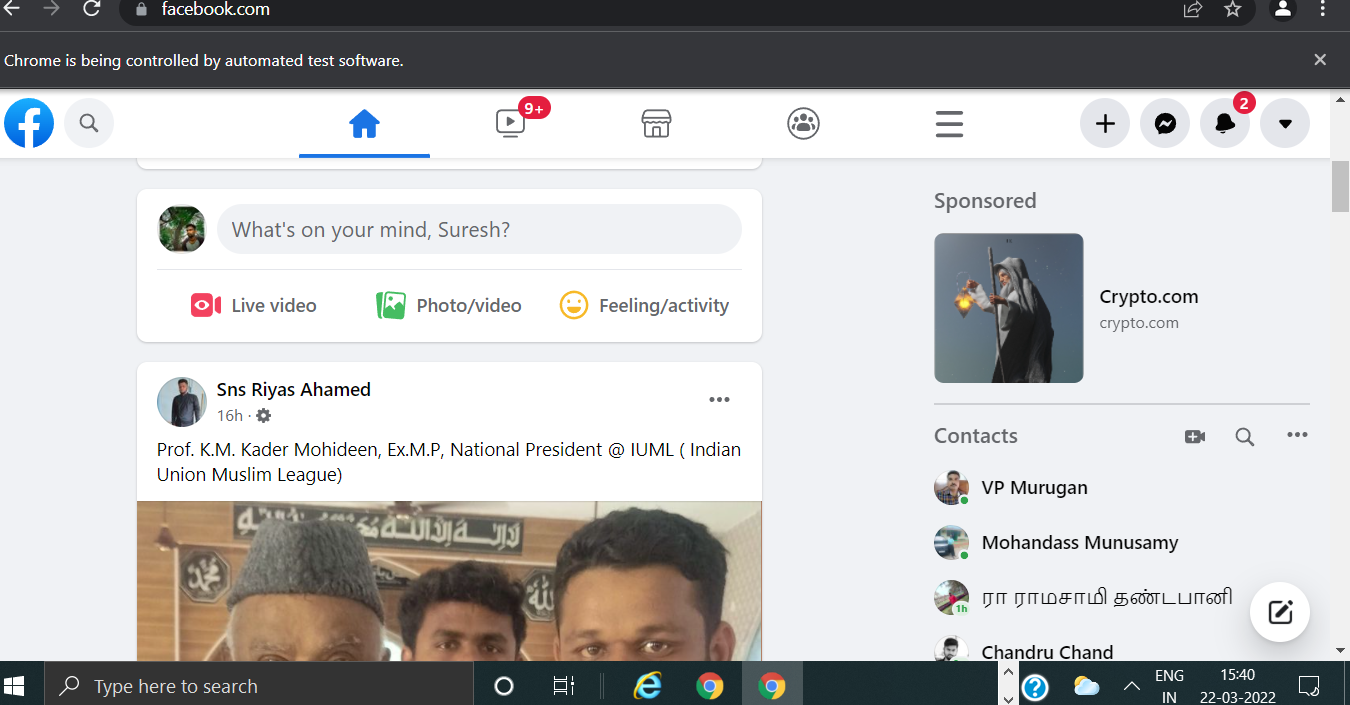 facebook.com
Chrome is being controlled by automated test software.
9+
2
What's on your mind, Suresh?
Live video
Photo/video
Feeling/activity
Sns Riyas Ahamed
16h ·
Prof. K.M. Kader Mohideen, Ex.M.P, National President @ IUML ( Indian
Union Muslim League)
Sponsored
Crypto.com
crypto.com
Contacts
VP Murugan
Mohandass Munusamy
1h
ரா ராமசாமி தண்டபானி
Chandru Chand
Type here to search
ENG
IN
15:40
22-03-2022